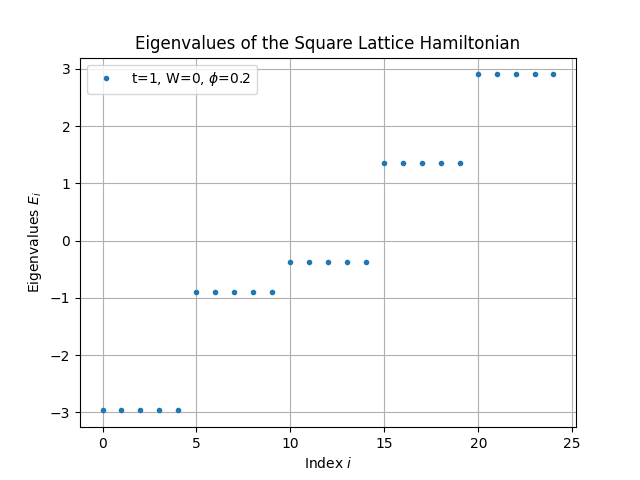 Eigenvalues of the Square Lattice Hamiltonian
t=1, W=0, ϕ=0.2
Eigenvalues E_i
3
2
1
0
−1
−2
−3
0 5 10 15 20 25
Index i